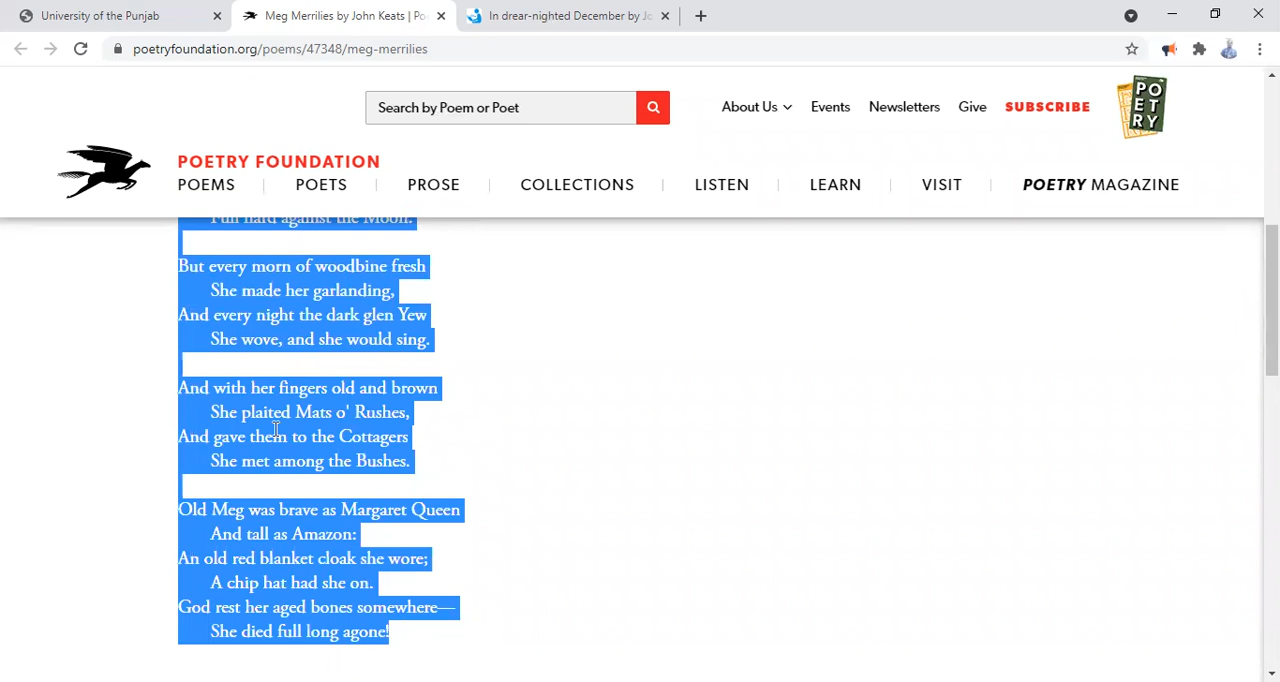 University of the Punjab
Meg Merrilies by John Keats | Po
In drear-nighted December by Jo
poetryfoundation.org/poems/47348/meg-merrilies
Search by Poem or Poet
About Us
Events
Newsletters
Give
SUBSCRIBE
PO
ET
RY
POETRY FOUNDATION
POEMS
POETS
PROSE
COLLECTIONS
LISTEN
LEARN
VISIT
POETRY MAGAZINE
Full hard against the Moon.
But every morn of woodbine fresh
She made her garlanding,
And every night the dark glen Yew
She wove, and she would sing.
And with her fingers old and brown
She plaited Mats o' Rushes,
And gave them to the Cottagers
She met among the Bushes.
Old Meg was brave as Margaret Queen
And tall as Amazon:
An old red blanket cloak she wore;
A chip hat had she on.
God rest her aged bones somewhere—
She died full long agone!